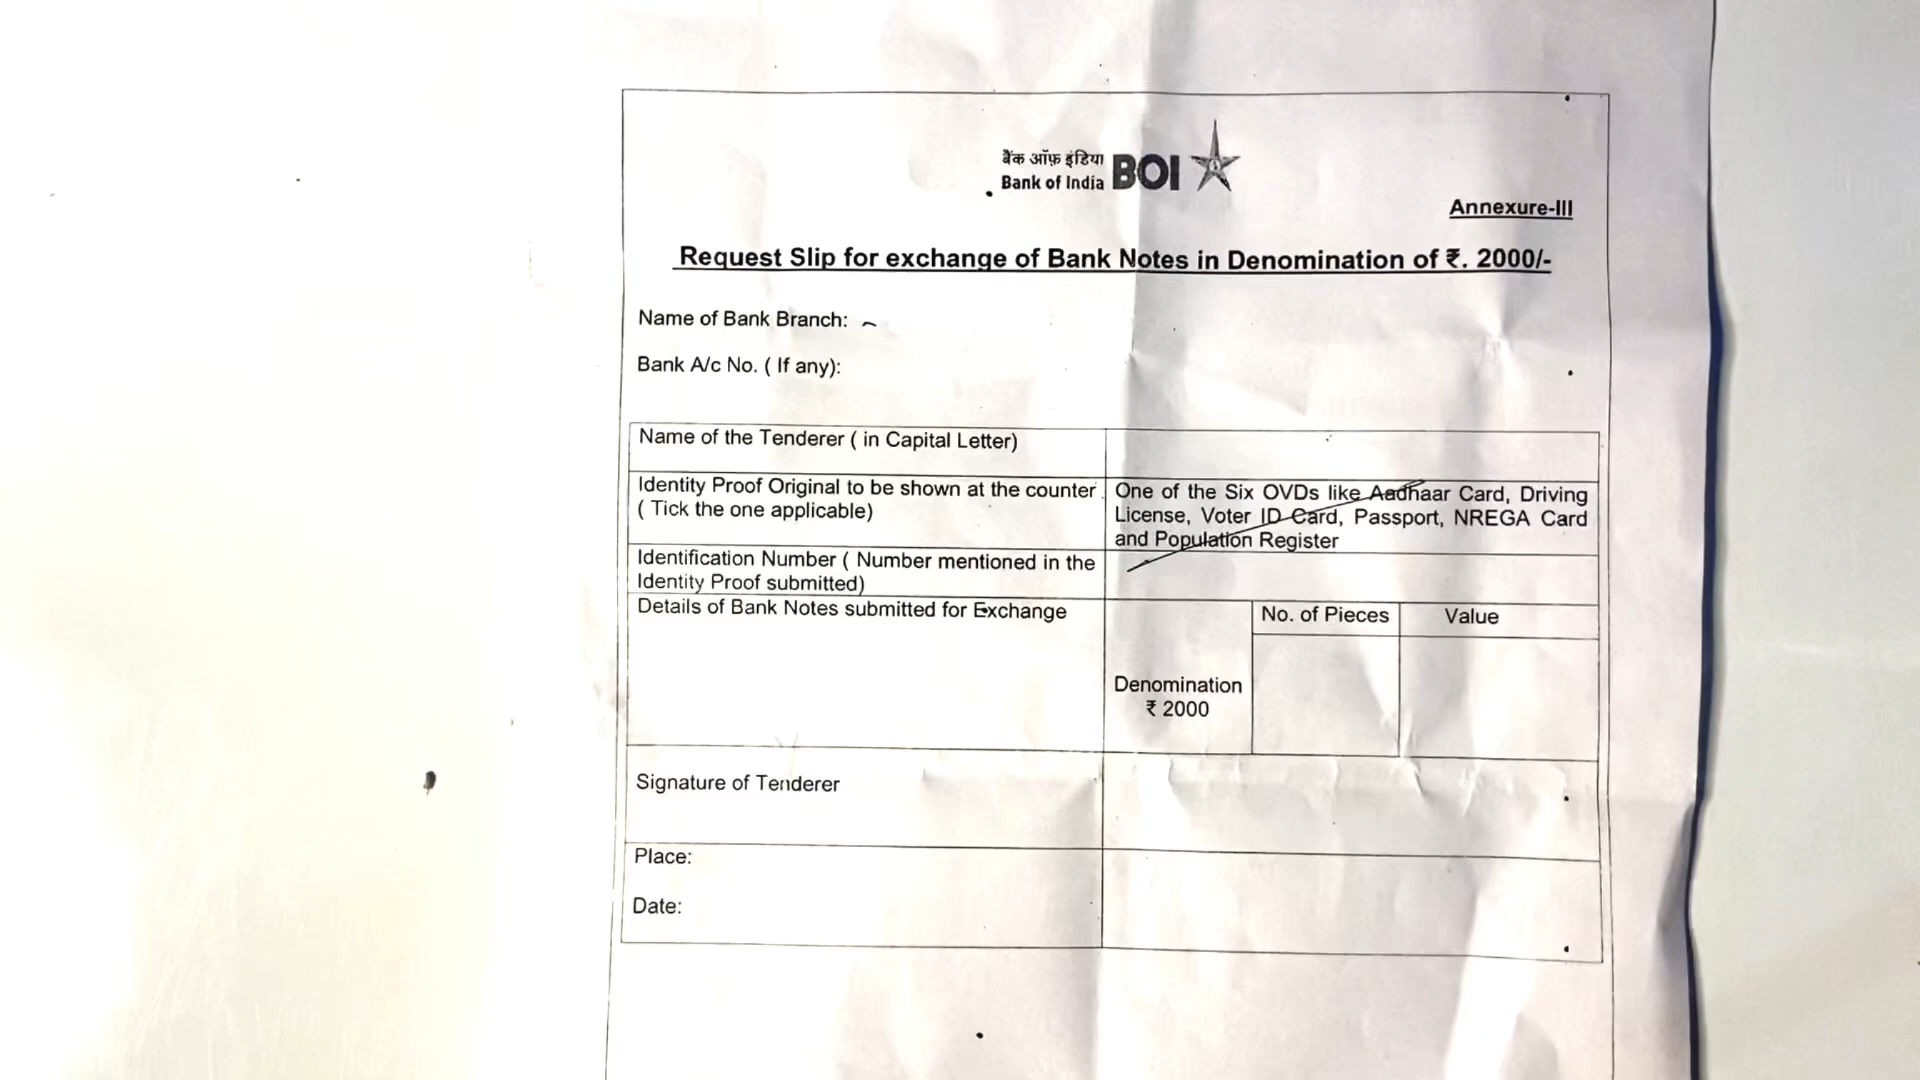 बैंक ऑफ़ इंडिया
Bank of India BOI
Annexure-III
Request Slip for exchange of Bank Notes in Denomination of ₹. 2000/-
Name of Bank Branch:
Bank A/c No. ( If any):
Name of the Tenderer ( in Capital Letter)
Identity Proof Original to be shown at the counter
( Tick the one applicable)
One of the Six OVDs like Aadhaar Card, Driving
License, Voter ID Card, Passport, NREGA Card
and Population Register
Identification Number ( Number mentioned in the
Identity Proof submitted)
Details of Bank Notes submitted for Exchange
No. of Pieces
Value
Denomination
₹ 2000
Signature of Tenderer
Place:
Date: